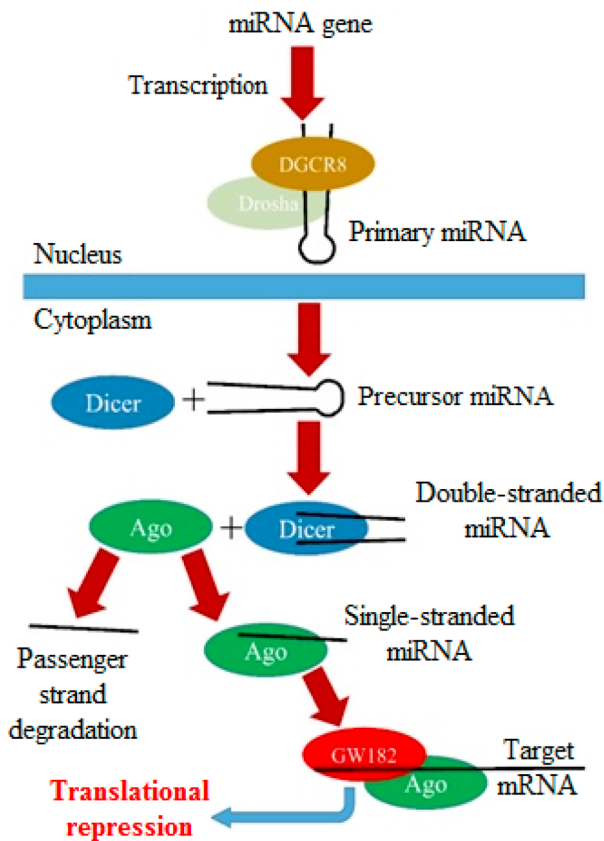 miRNA gene
Transcription
DGCR8
Drosha
Primary miRNA
Nucleus
Cytoplasm
Dicer
+
Precursor miRNA
Double-stranded
miRNA
Ago
+
Dicer
Single-stranded
miRNA
Ago
Passenger
strand
degradation
GW182
Target
mRNA
Ago
Translational
repression